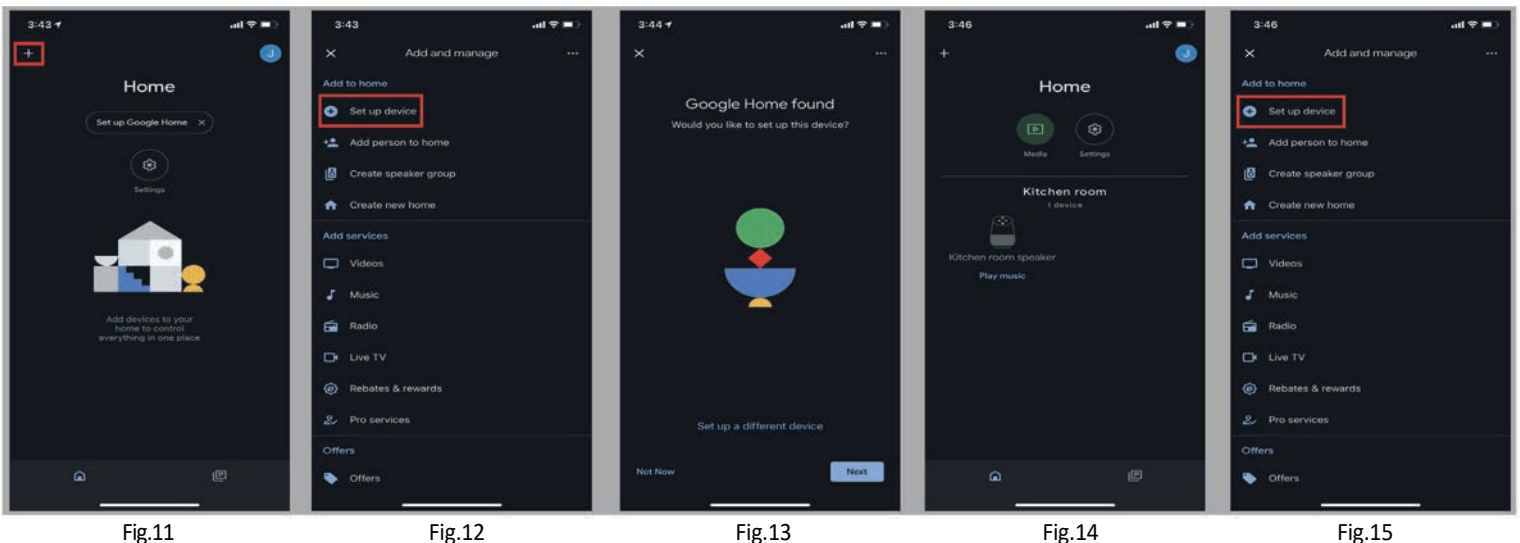 3:43
J
Home
Set up Google Home ×
Settings
Add devices to your
home to control
everything in one place
Fig.11
3:43
Add and manage
Add to home
Set up device
Add person to home
Create speaker group
Create new home
Add services
Videos
Music
Radio
Live TV
Rebates & rewards
Pro services
Offers
Offers
Fig.12
3:44
Google Home found
Would you like to set up this device?
Set up a different device
Not Now
Next
Fig.13
3:46
J
Home
Media
Settings
Kitchen room
1 device
Kitchen room speaker
Play music
Fig.14
3:46
Add and manage
Add to home
Set up device
Add person to home
Create speaker group
Create new home
Add services
Videos
Music
Radio
Live TV
Rebates & rewards
Pro services
Offers
Offers
Fig.15